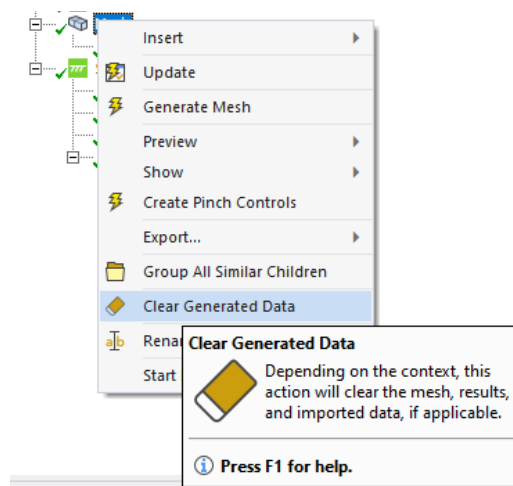 Insert
Update
Generate Mesh
Preview
Show
Create Pinch Controls
Export...
Group All Similar Children
Clear Generated Data
Clear Generated Data
Depending on the context, this
action will clear the mesh, results,
and imported data, if applicable.
Press F1 for help.
Start